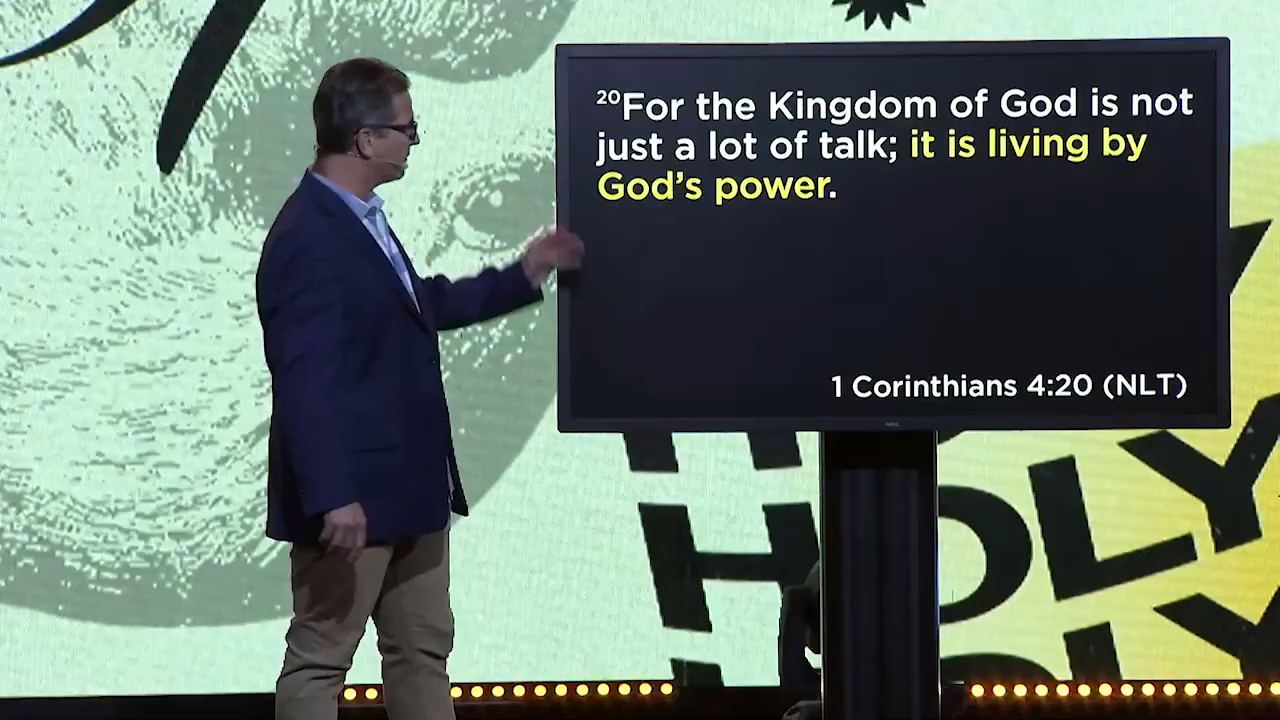 20For the Kingdom of God is not
just a lot of talk; it is living by
God's power.
1 Corinthians 4:20 (NLT)
HOLY